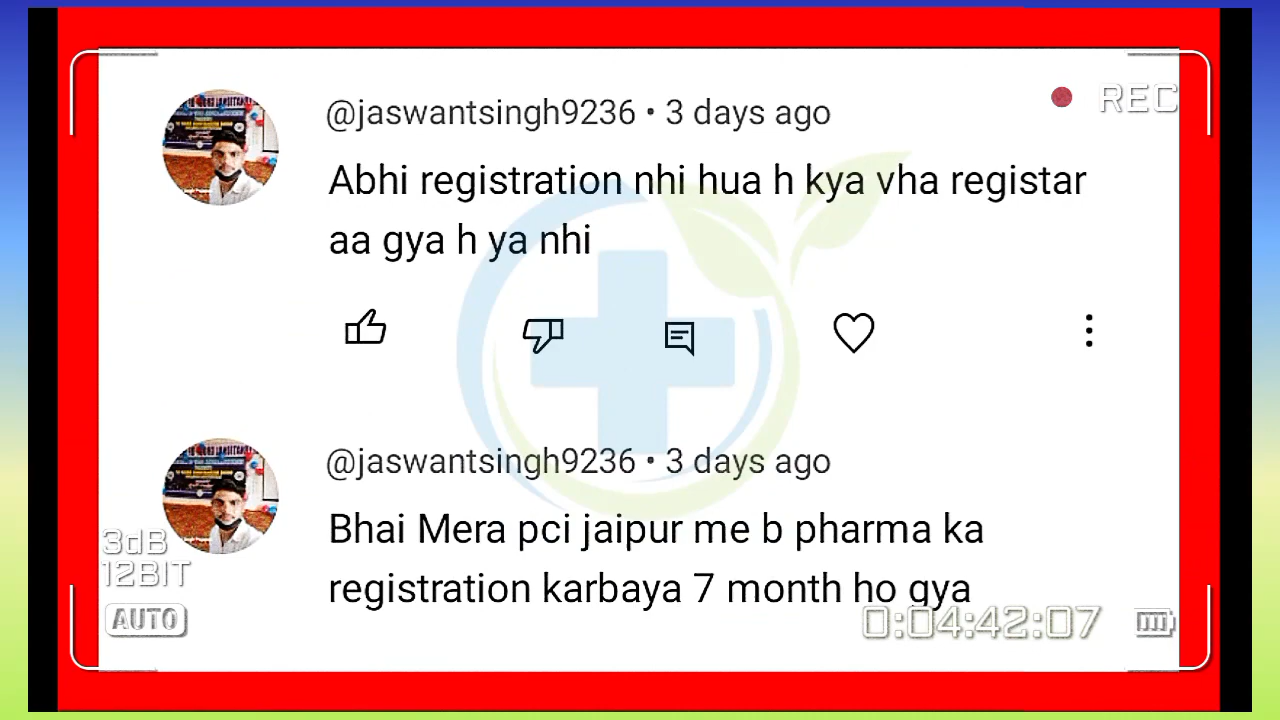 @jaswantsingh9236 • 3 days ago
REC
Abhi registration nhi hua h kya vha registar
aa gya h ya nhi
@jaswantsingh9236 • 3 days ago
Bhai Mera pci jaipur me b pharma ka
3dB
12BIT
registration karbaya 7 month ho gya
AUTO
0:04:42:07